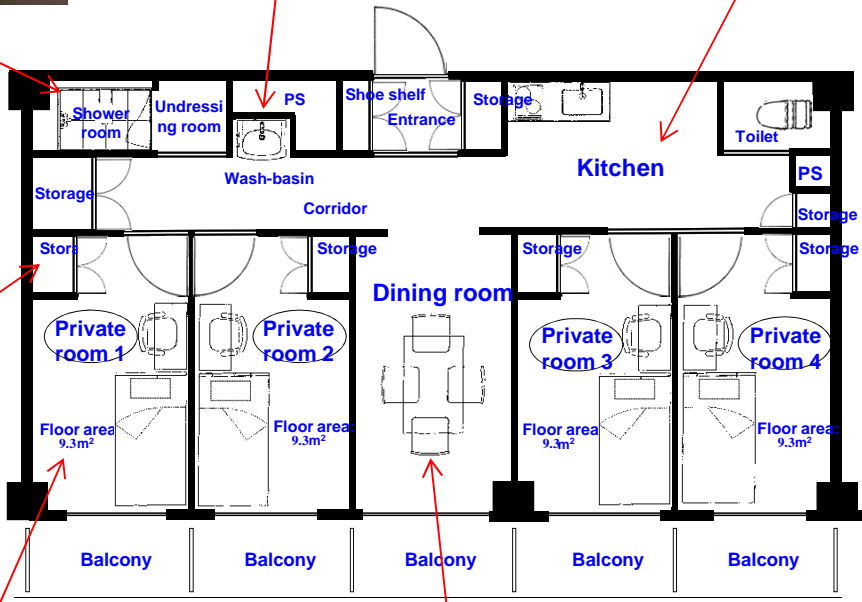 Shower
room
Undressi
ng room
PS
Shoe shelf
Entrance
Storage
Toilet
Kitchen
PS
Wash-basin
Storage
Corridor
Storage
Stora
Storage
Storage
Storage
Dining room
Private
room 1
Private
room 2
Private
room 3
Private
room 4
Floor area
9.3m²
Floor area:
9.3m²
Floor area:
9.3m²
Floor area:
9.3m²
Balcony
Balcony
Balcony
Balcony
Balcony